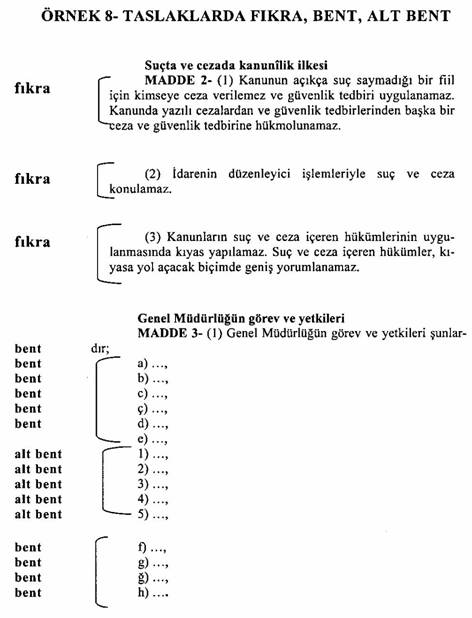 ÖRNEK 8- TASLAKLARDA FIKRA, BENT, ALT BENT
Suçta ve cezada kanunîlik ilkesi
fıkra MADDE 2- (1) Kanunun açıkça suç saymadığı bir fiil
için kimseye ceza verilemez ve güvenlik tedbiri uygulanamaz.
Kanunda yazılı cezalardan ve güvenlik tedbirlerinden başka bir
ceza ve güvenlik tedbirine hükmolunamaz.
fıkra (2) İdarenin düzenleyici işlemleriyle suç ve ceza
konulamaz.
fıkra (3) Kanunların suç ve ceza içeren hükümlerinin uygu-
lanmasında kıyas yapılamaz. Suç ve ceza içeren hükümler, kı-
yasa yol açacak biçimde geniş yorumlanamaz.
Genel Müdürlüğün görev ve yetkileri
MADDE 3- (1) Genel Müdürlüğün görev ve yetkileri şunlar-
bent dır;
bent a) ...,
bent b) ...,
bent c) ...,
bent ç) ...,
bent d) ...,
e) ...,
alt bent 1) ...,
alt bent 2) ...,
alt bent 3) ...,
alt bent 4) ...,
alt bent 5) ...,
bent f) ...,
bent g) ...,
bent ğ) ...,
bent h) ....